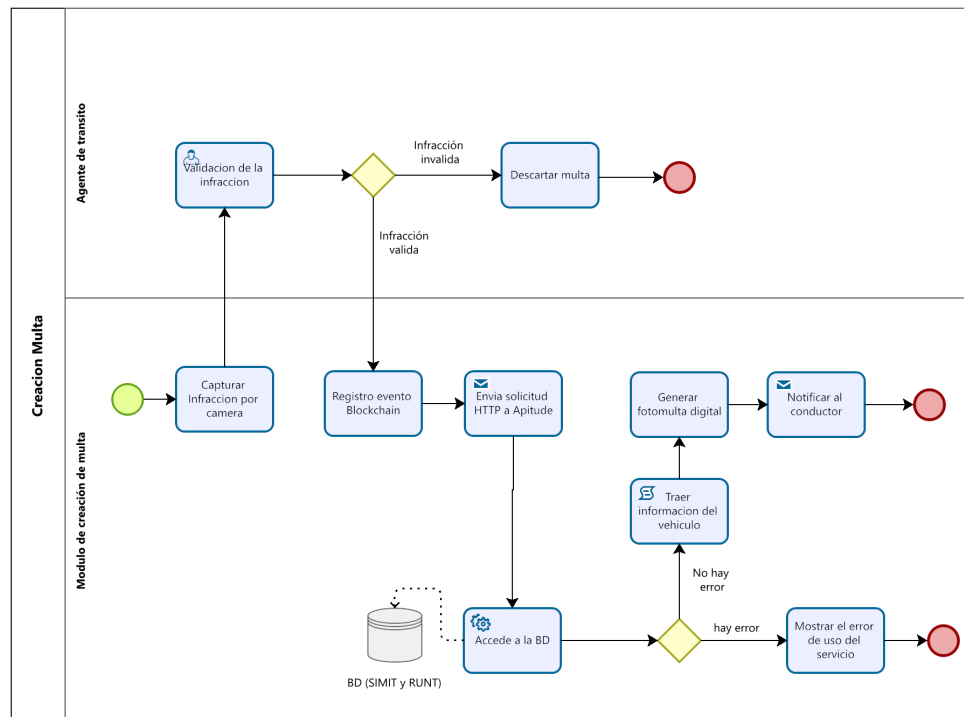 Creacion Multa
Agente de transito
Validacion de la
infraccion
Infracción
invalida
Descartar multa
Infracción
valida
Modulo de creación de multa
Capturar
Infraccion por
camera
Registro evento
Blockchain
Envia solicitud
HTTP a Apitude
Generar
fotomulta digital
Notificar al
conductor
Traer
informacion del
vehiculo
No hay
error
hay error
Accede a la BD
Mostrar el error
de uso del
servicio
BD (SIMIT y RUNT)